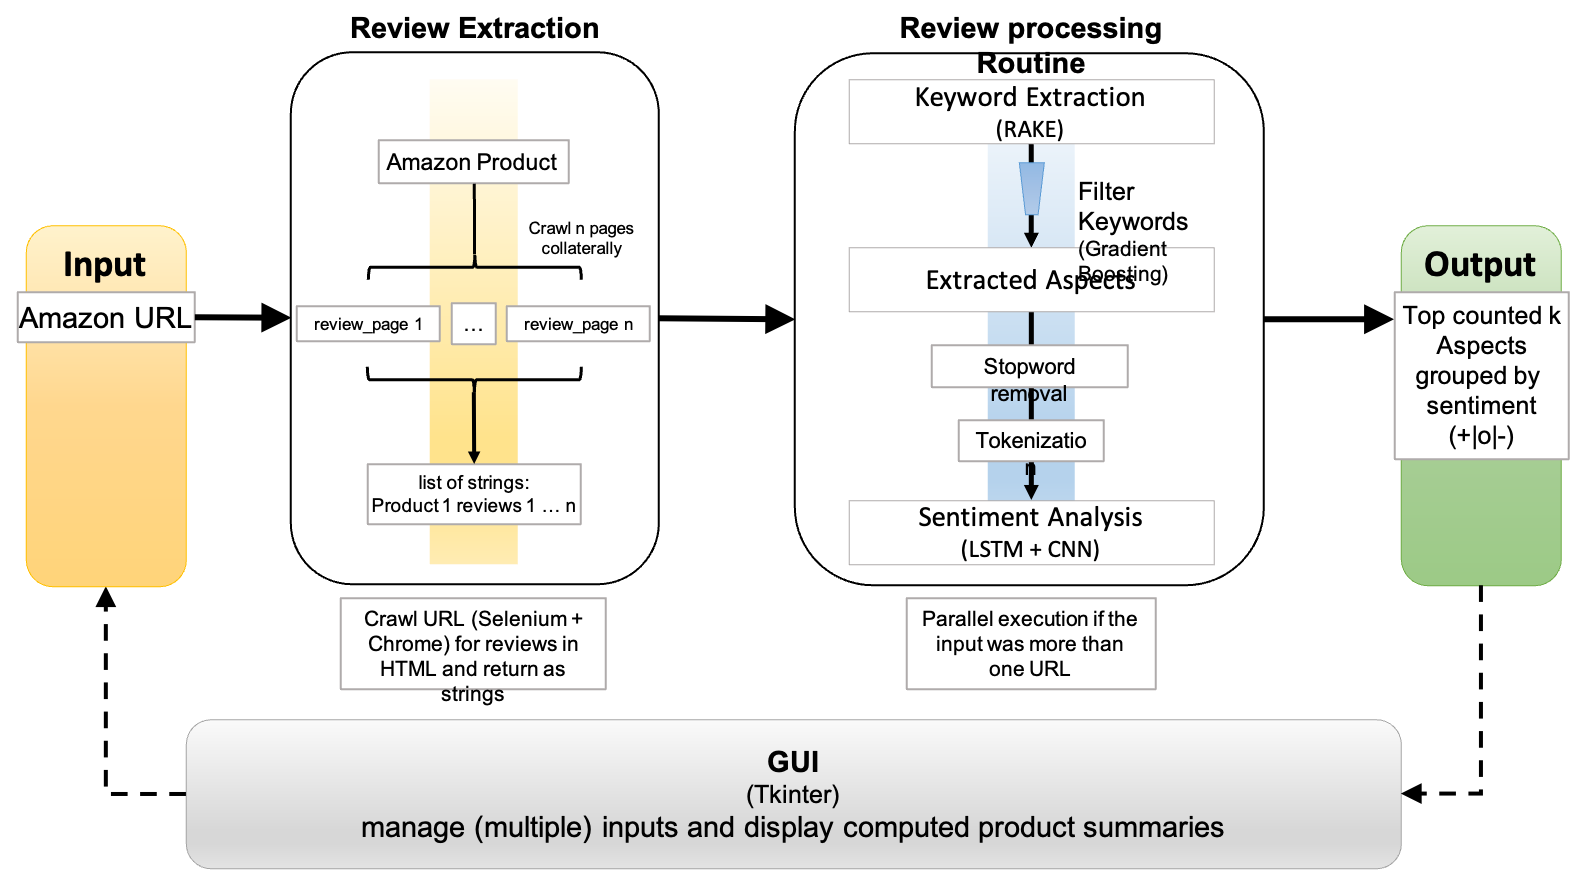 Review Extraction
Review processing
Routine
Input
Amazon URL
Amazon Product
Crawl n pages
collaterally
review_page 1
...
review_page n
list of strings:
Product 1 reviews 1 ... n
Crawl URL (Selenium +
Chrome) for reviews in
HTML and return as
strings
Keyword Extraction
(RAKE)
Filter
Keywords
(Gradient
Boosting)
Extracted Aspects
Stopword
removal
Tokenizatio
n
Sentiment Analysis
(LSTM + CNN)
Parallel execution if the
input was more than
one URL
Output
Top counted k
Aspects
grouped by
sentiment
(+|o|-)
GUI
(Tkinter)
manage (multiple) inputs and display computed product summaries